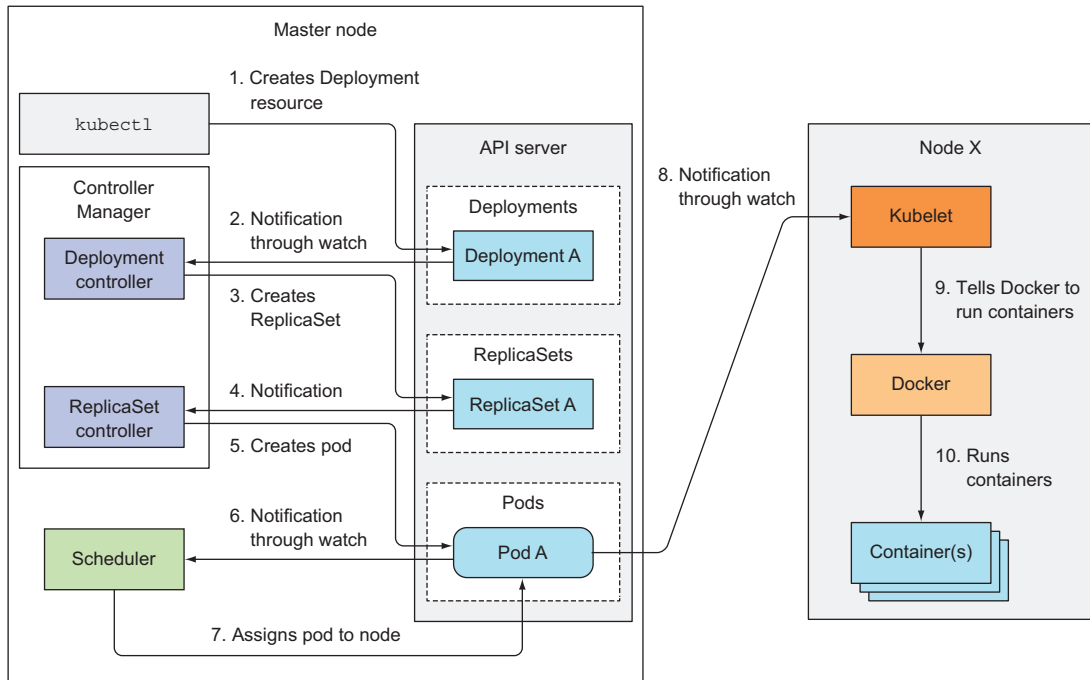 Master node
1. Creates Deployment
resource
kubectl
API server
Controller
Manager
2. Notification
through watch
Deployments
Deployment
controller
Deployment A
3. Creates
ReplicaSet
ReplicaSets
4. Notification
ReplicaSet
controller
ReplicaSet A
5. Creates pod
Pods
6. Notification
through watch
Scheduler
Pod A
7. Assigns pod to node
8. Notification
through watch
Node X
Kubelet
9. Tells Docker to
run containers
Docker
10. Runs
containers
Container(s)